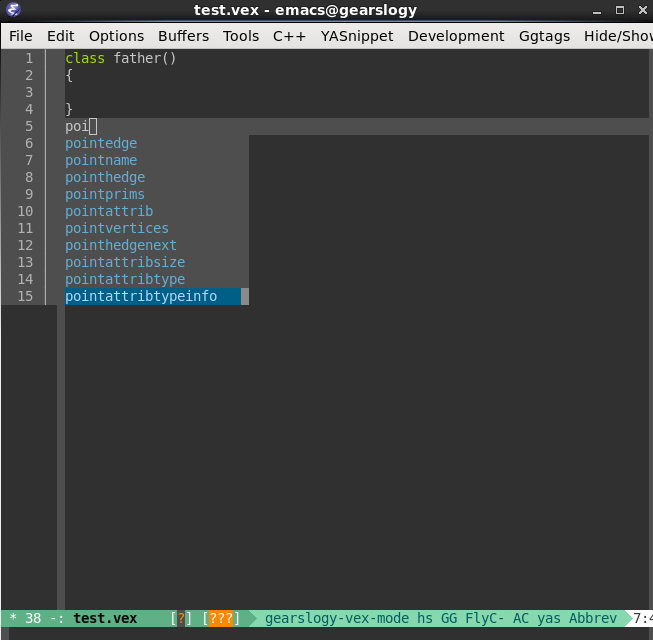 test.vex - emacs@gearslogy
File Edit Options Buffers Tools C++ YASnippet Development Ggtags Hide/Show
1 class father()
2 {
3
4 }
5 poi
6 pointedge
7 pointname
8 pointhedge
9 pointprims
10 pointattrib
11 pointvertices
12 pointhedgenext
13 pointattribsize
14 pointattribtype
15 pointattribtypeinfo
* 38 -: test.vex [?] [???] gearslogy-vex-mode hs GG FlyC- AC yas Abbrev 7:4